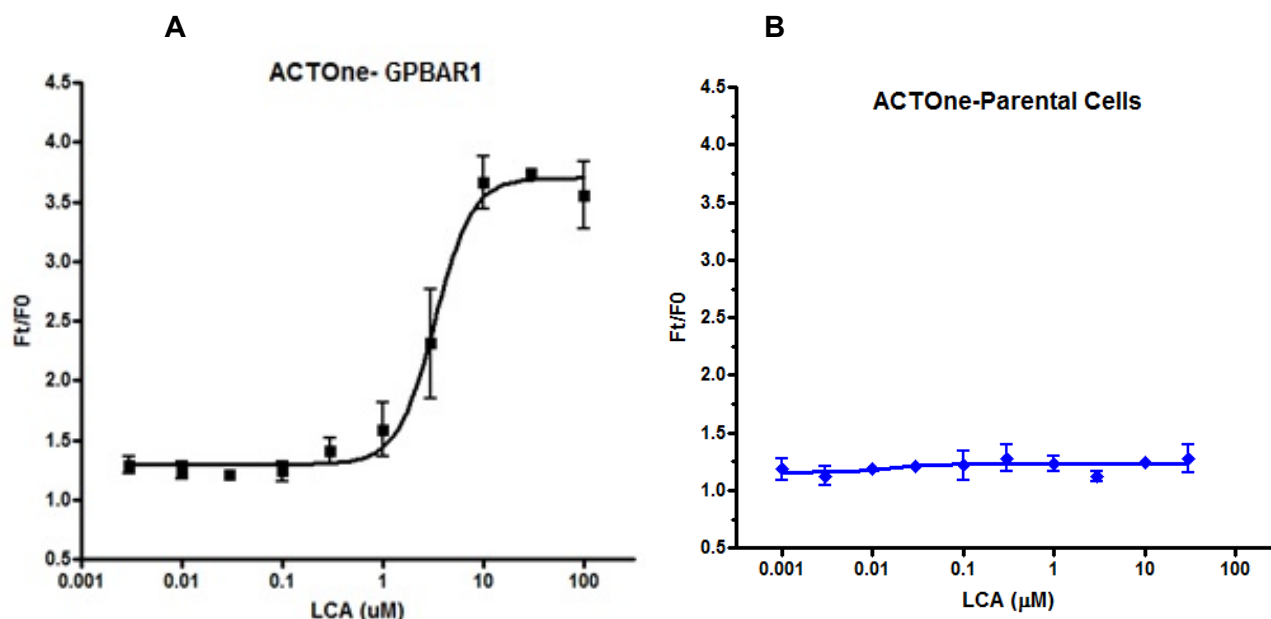 A
ACTOne- GPBAR1
4.5
4.0
3.5
3.0
2.5
2.0
1.5
1.0
0.5
Ft/F0
0.001 0.01 0.1 1 10 100
LCA (uM)
B
ACTOne-Parental Cells
4.5
4.0
3.5
3.0
2.5
2.0
1.5
1.0
0.5
Ft/F0
0.001 0.01 0.1 1 10 100
LCA (μM)